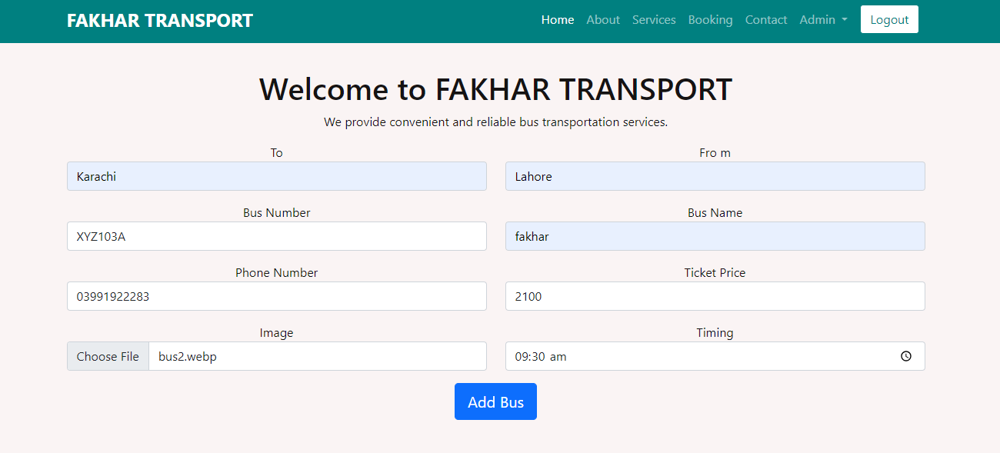 FAKHAR TRANSPORT Home About Services Booking Contact Admin Logout
Welcome to FAKHAR TRANSPORT
We provide convenient and reliable bus transportation services.
To Fro m
Karachi Lahore
Bus Number Bus Name
XYZ103A fakhar
Phone Number Ticket Price
03991922283 2100
Image Timing
Choose File bus2.webp 09:30 am
Add Bus